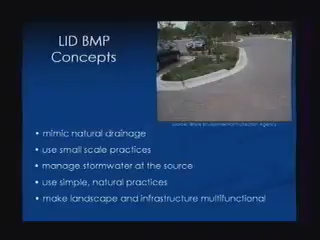 LID BMP
Concepts
• mimic natural drainage
• use small scale practices
• manage stormwater at the source
• use simple, natural practices
• make landscape and infrastructure multifunctional